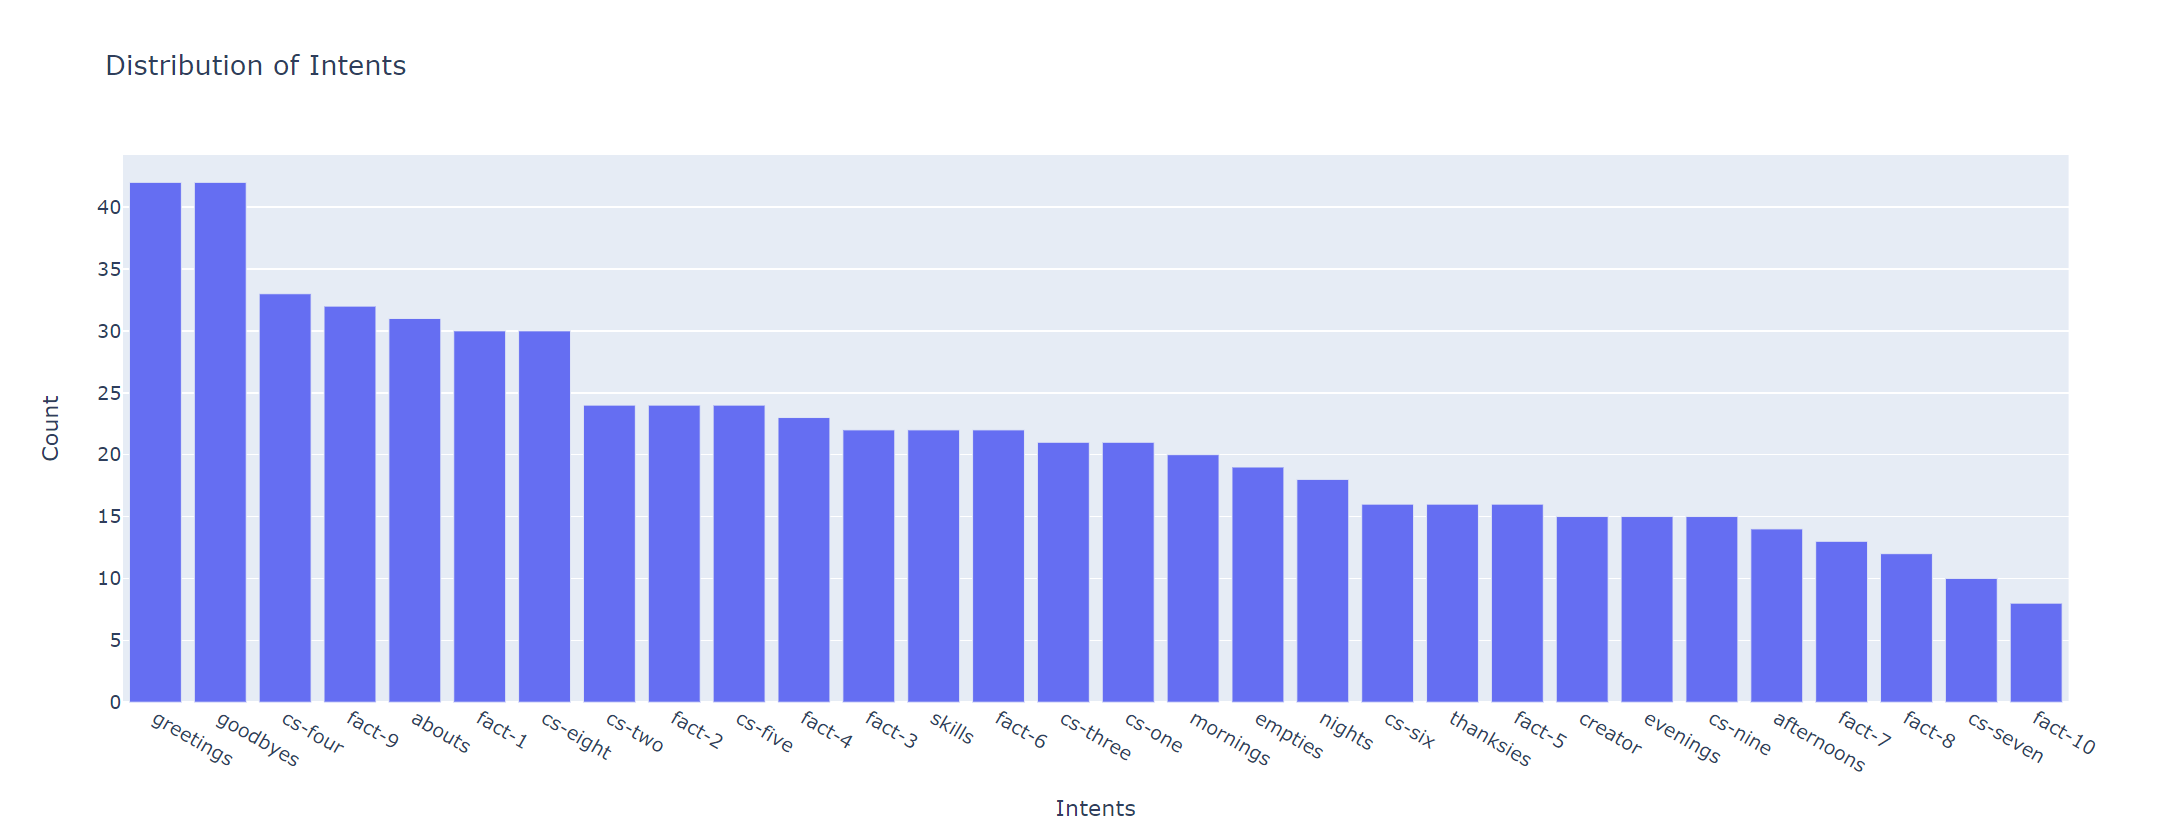 Distribution of Intents
40
35
30
25
20
15
10
5
0
Count
greetings
goodbyes
cs-four
fact-9
abouts
fact-1
cs-eight
cs-two
fact-2
cs-five
fact-4
fact-3
skills
fact-6
cs-three
cs-one
mornings
empties
nights
cs-six
thanksies
fact-5
creator
evenings
cs-nine
afternoons
fact-7
fact-8
cs-seven
fact-10
Intents